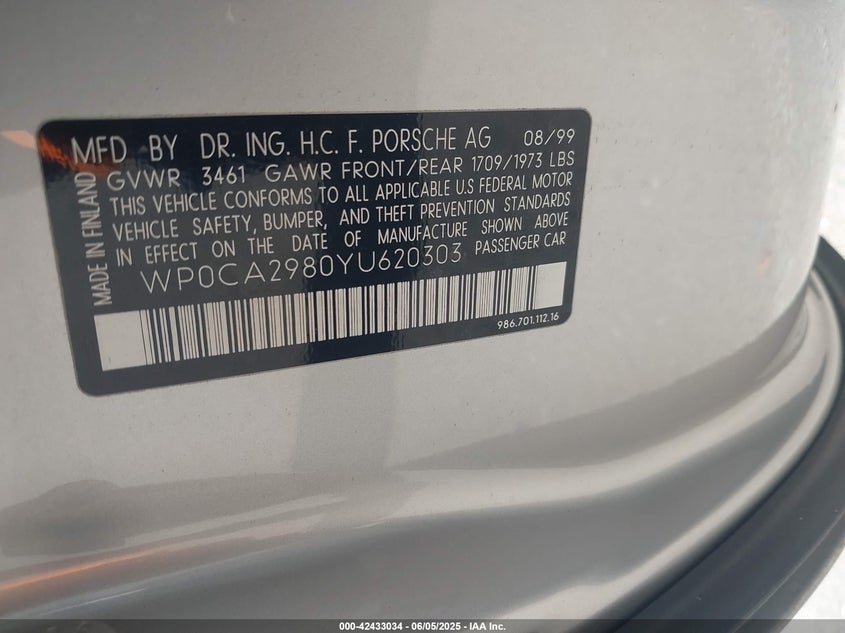 MFD BY DR. ING. H.C. F. PORSCHE AG 08/99
GVWR 3461 GAWR FRONT/REAR 1709/1973 LBS
THIS VEHICLE CONFORMS TO ALL APPLICABLE U.S FEDERAL MOTOR
VEHICLE SAFETY, BUMPER, AND THEFT PREVENTION STANDARDS
IN EFFECT ON THE DATE OF MANUFACTURE SHOWN ABOVE
WP0CA2980YU620303 PASSENGER CAR
MADE IN FINLAND
986.701.112.16
000-42433034 - 06/05/2025 - IAA Inc.